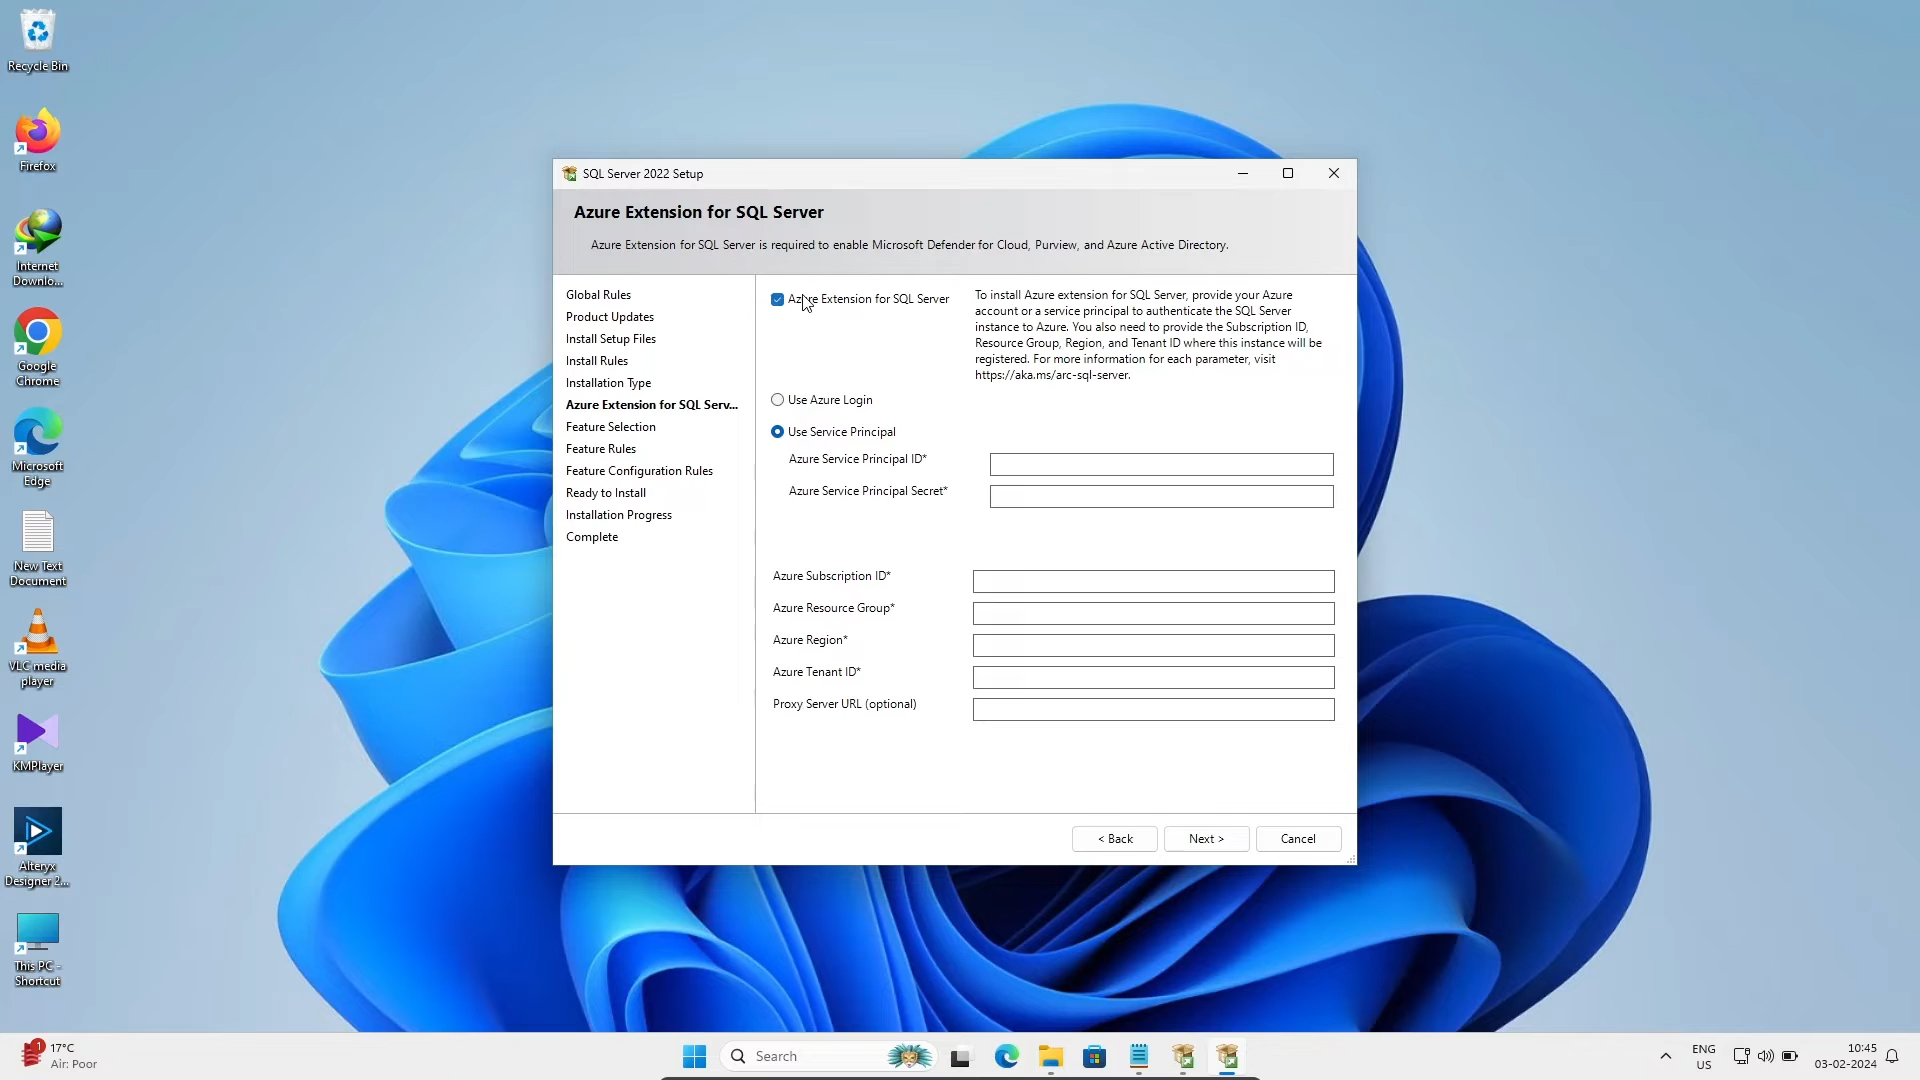 Recycle Bin
Firefox
Internet
Downlo...
Google
Chrome
Microsoft
Edge
New Text
Document
VLC media
player
KMPlayer
Alteryx
Designer 2...
This PC -
Shortcut
SQL Server 2022 Setup
Azure Extension for SQL Server
Azure Extension for SQL Server is required to enable Microsoft Defender for Cloud, Purview, and Azure Active Directory.
Global Rules
Product Updates
Install Setup Files
Install Rules
Installation Type
Azure Extension for SQL Serv...
Feature Selection
Feature Rules
Feature Configuration Rules
Ready to Install
Installation Progress
Complete
Azure Extension for SQL Server
To install Azure extension for SQL Server, provide your Azure
account or a service principal to authenticate the SQL Server
instance to Azure. You also need to provide the Subscription ID,
Resource Group, Region, and Tenant ID where this instance will be
registered. For more information for each parameter, visit
https://aka.ms/arc-sql-server.
Use Azure Login
Use Service Principal
Azure Service Principal ID*
Azure Service Principal Secret*
Azure Subscription ID*
Azure Resource Group*
Azure Region*
Azure Tenant ID*
Proxy Server URL (optional)
< Back
Next >
Cancel
1
17°C
Air: Poor
Search
ENG
US
10:45
03-02-2024